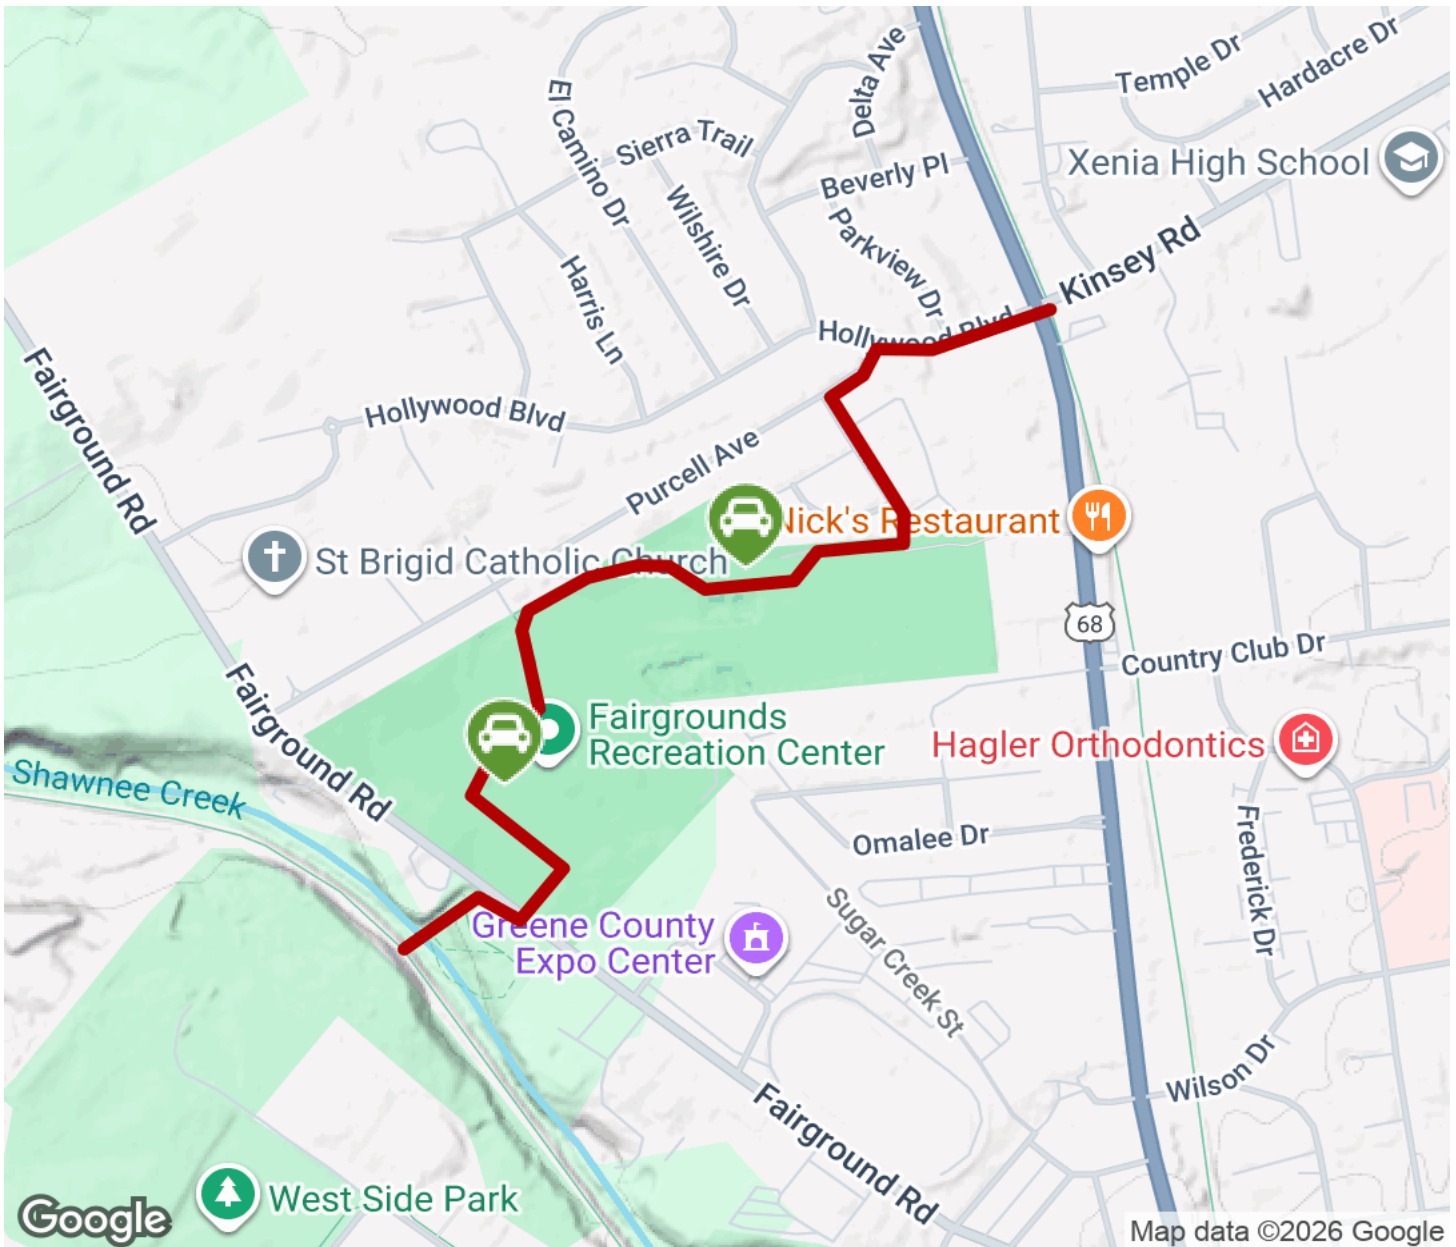 Temple Dr
Hardacre Dr
Delta Ave
El Camino Dr
Sierra Trail
Xenia High School
Beverly Pl
Wilshire Dr
Parkview Dr
Kinsey Rd
Harris Ln
Hollywood Blvd
Fairground Rd
Hollywood Blvd
Purcell Ave
Nick's Restaurant
St Brigid Catholic Church
68
Country Club Dr
Fairground Rd
Fairgrounds
Recreation Center
Hagler Orthodontics
Shawnee Creek
Omalee Dr
Frederick Dr
Sugar Creek St
Greene County
Expo Center
Wilson Dr
Fairground Rd
West Side Park
Google
Map data ©2026 Google